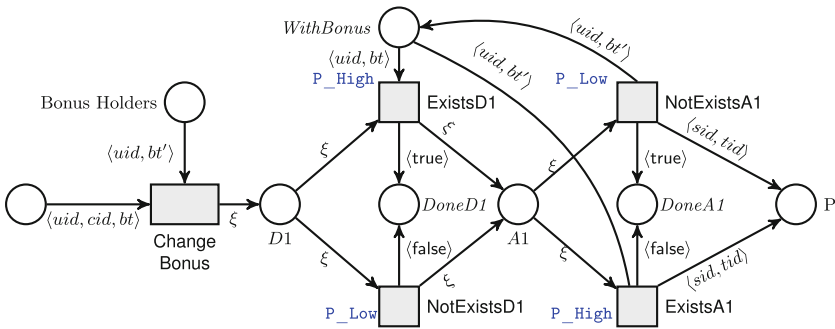 WithBonus
⟨uid, bt⟩
⟨uid, bt′⟩
⟨uid, bt′⟩
P_High
ExistsD1
P_Low
NotExistsA1
Bonus Holders
⟨uid, bt′⟩
ξ
ξ
⟨true⟩
ξ
⟨true⟩
⟨sid, tid⟩
⟨uid, cid, bt⟩
Change
Bonus
ξ
D1
DoneD1
A1
DoneA1
P
ξ
⟨false⟩
ξ
ξ
⟨false⟩
⟨sid, tid⟩
P_Low
NotExistsD1
P_High
ExistsA1